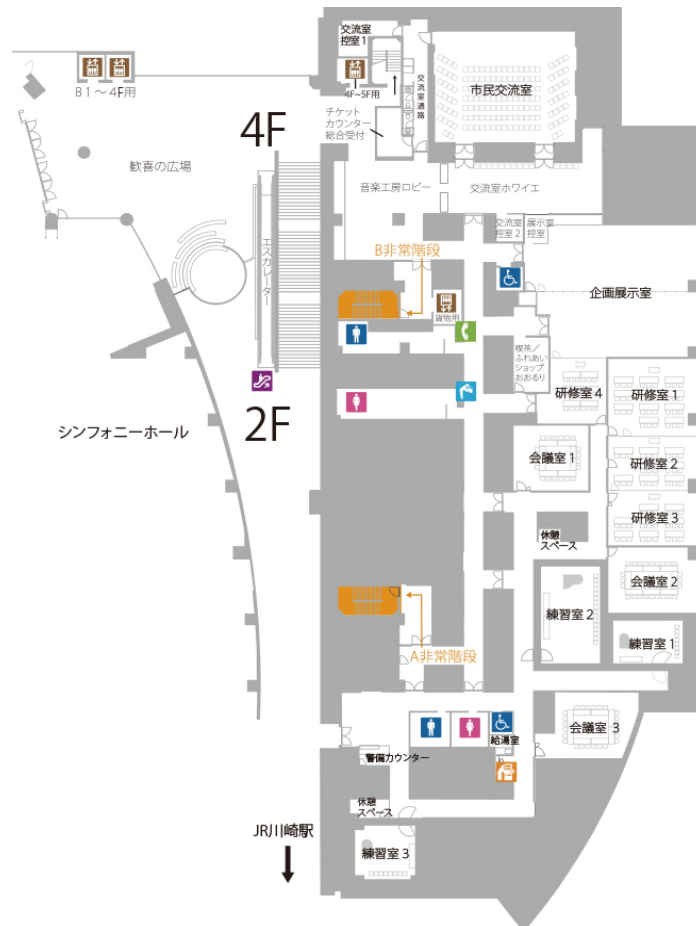 交流室
控室1
B1~4F用
4F~5F用
交流室通路
市民交流室
チケット
カウンター
総合受付
4F
歓喜の広場
音楽工房ロビー
交流室ホワイエ
エスカレーター
交流室
控室2
展示室
控室
B非常階段
企画展示室
貨物用
喫茶/
ふれあい
ショップ
おおるり
研修室4
研修室1
2F
シンフォニーホール
会議室1
研修室2
研修室3
休憩
スペース
会議室2
練習室2
練習室1
A非常階段
会議室3
給湯室
警備カウンター
休憩
スペース
JR川崎駅
練習室3